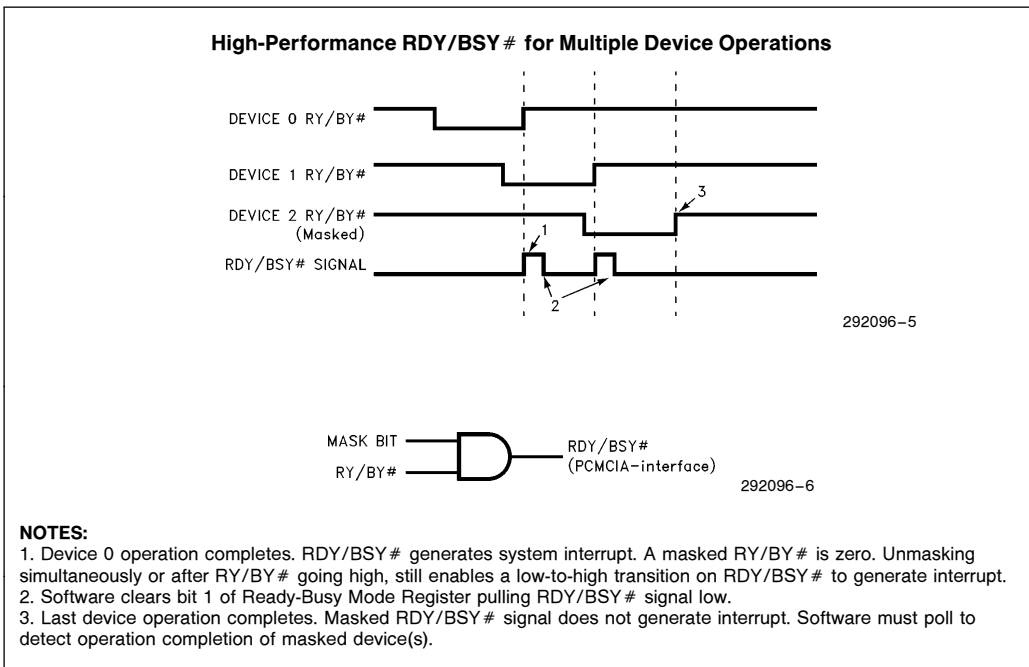 High-Performance RDY/BSY# for Multiple Device Operations
DEVICE 0 RY/BY#
DEVICE 1 RY/BY#
DEVICE 2 RY/BY#
(Masked)
3
RDY/BSY# SIGNAL
1
2
292096-5
MASK BIT
RY/BY#
RDY/BSY#
(PCMCIA-interface)
292096-6
NOTES:
1. Device 0 operation completes. RDY/BSY# generates system interrupt. A masked RY/BY# is zero. Unmasking
simultaneously or after RY/BY# going high, still enables a low-to-high transition on RDY/BSY# to generate interrupt.
2. Software clears bit 1 of Ready-Busy Mode Register pulling RDY/BSY# signal low.
3. Last device operation completes. Masked RDY/BSY# signal does not generate interrupt. Software must poll to
detect operation completion of masked device(s).